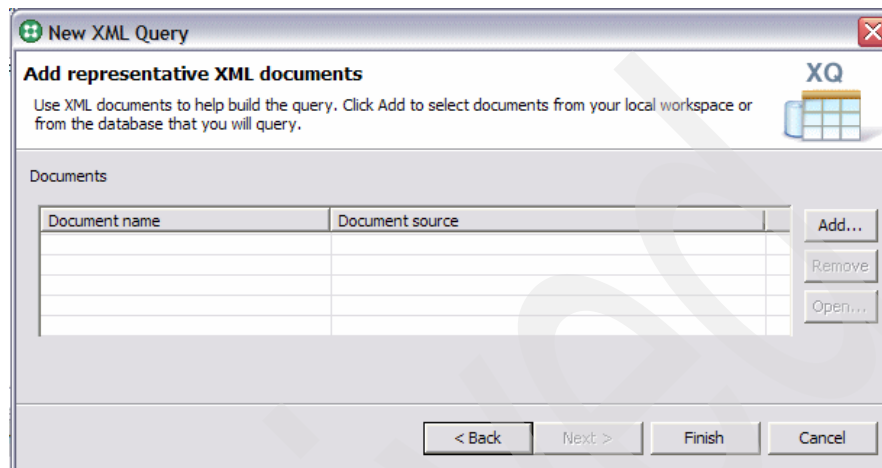 New XML Query
Add representative XML documents
XQ
Use XML documents to help build the query. Click Add to select documents from your local workspace or
from the database that you will query.
Documents
Document name Document source
Add...
Remove
Open...
< Back Next > Finish Cancel